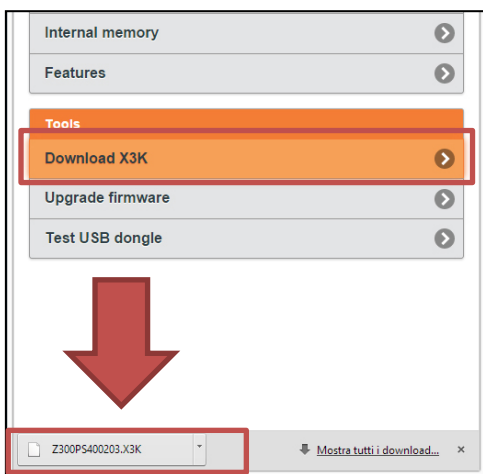 Internal memory
Features
Tools
Download X3K
Upgrade firmware
Test USB dongle
Z300PS400203.X3K
Mostra tutti i download...